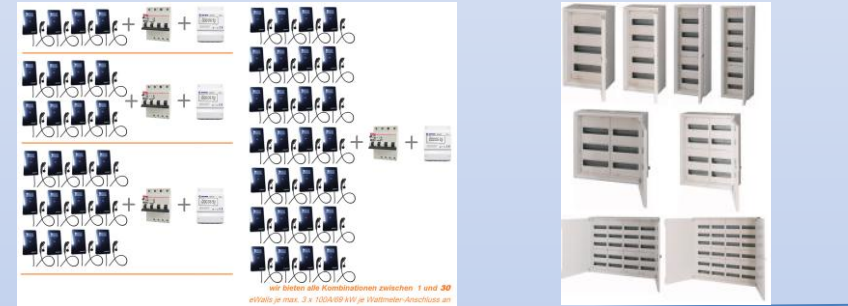 wir bieten alle Kombinationen zwischen 1 und 30
eWalls je max. 3 x 100A/69 kW je Wattmeter-Anschluss an